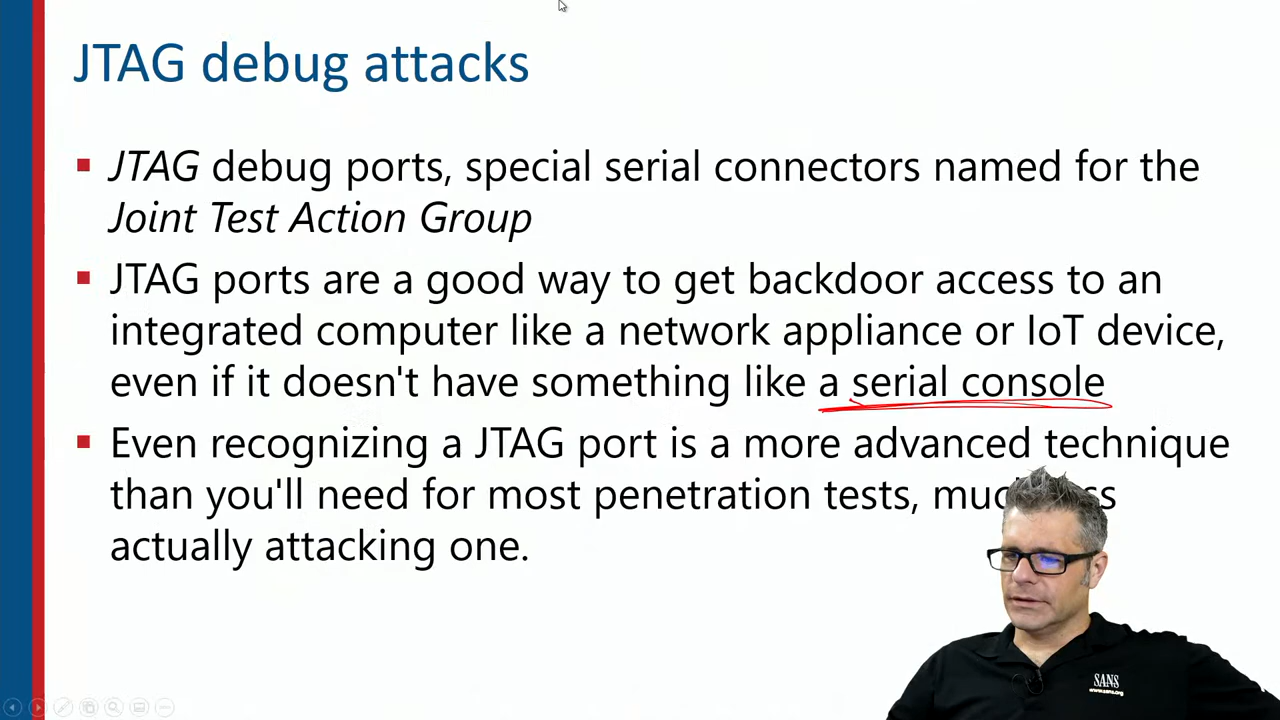 JTAG debug attacks
JTAG debug ports, special serial connectors named for the
Joint Test Action Group
JTAG ports are a good way to get backdoor access to an
integrated computer like a network appliance or IoT device,
even if it doesn't have something like a serial console
Even recognizing a JTAG port is a more advanced technique
than you'll need for most penetration tests,
actually attacking one.
SANS
www.sans.org